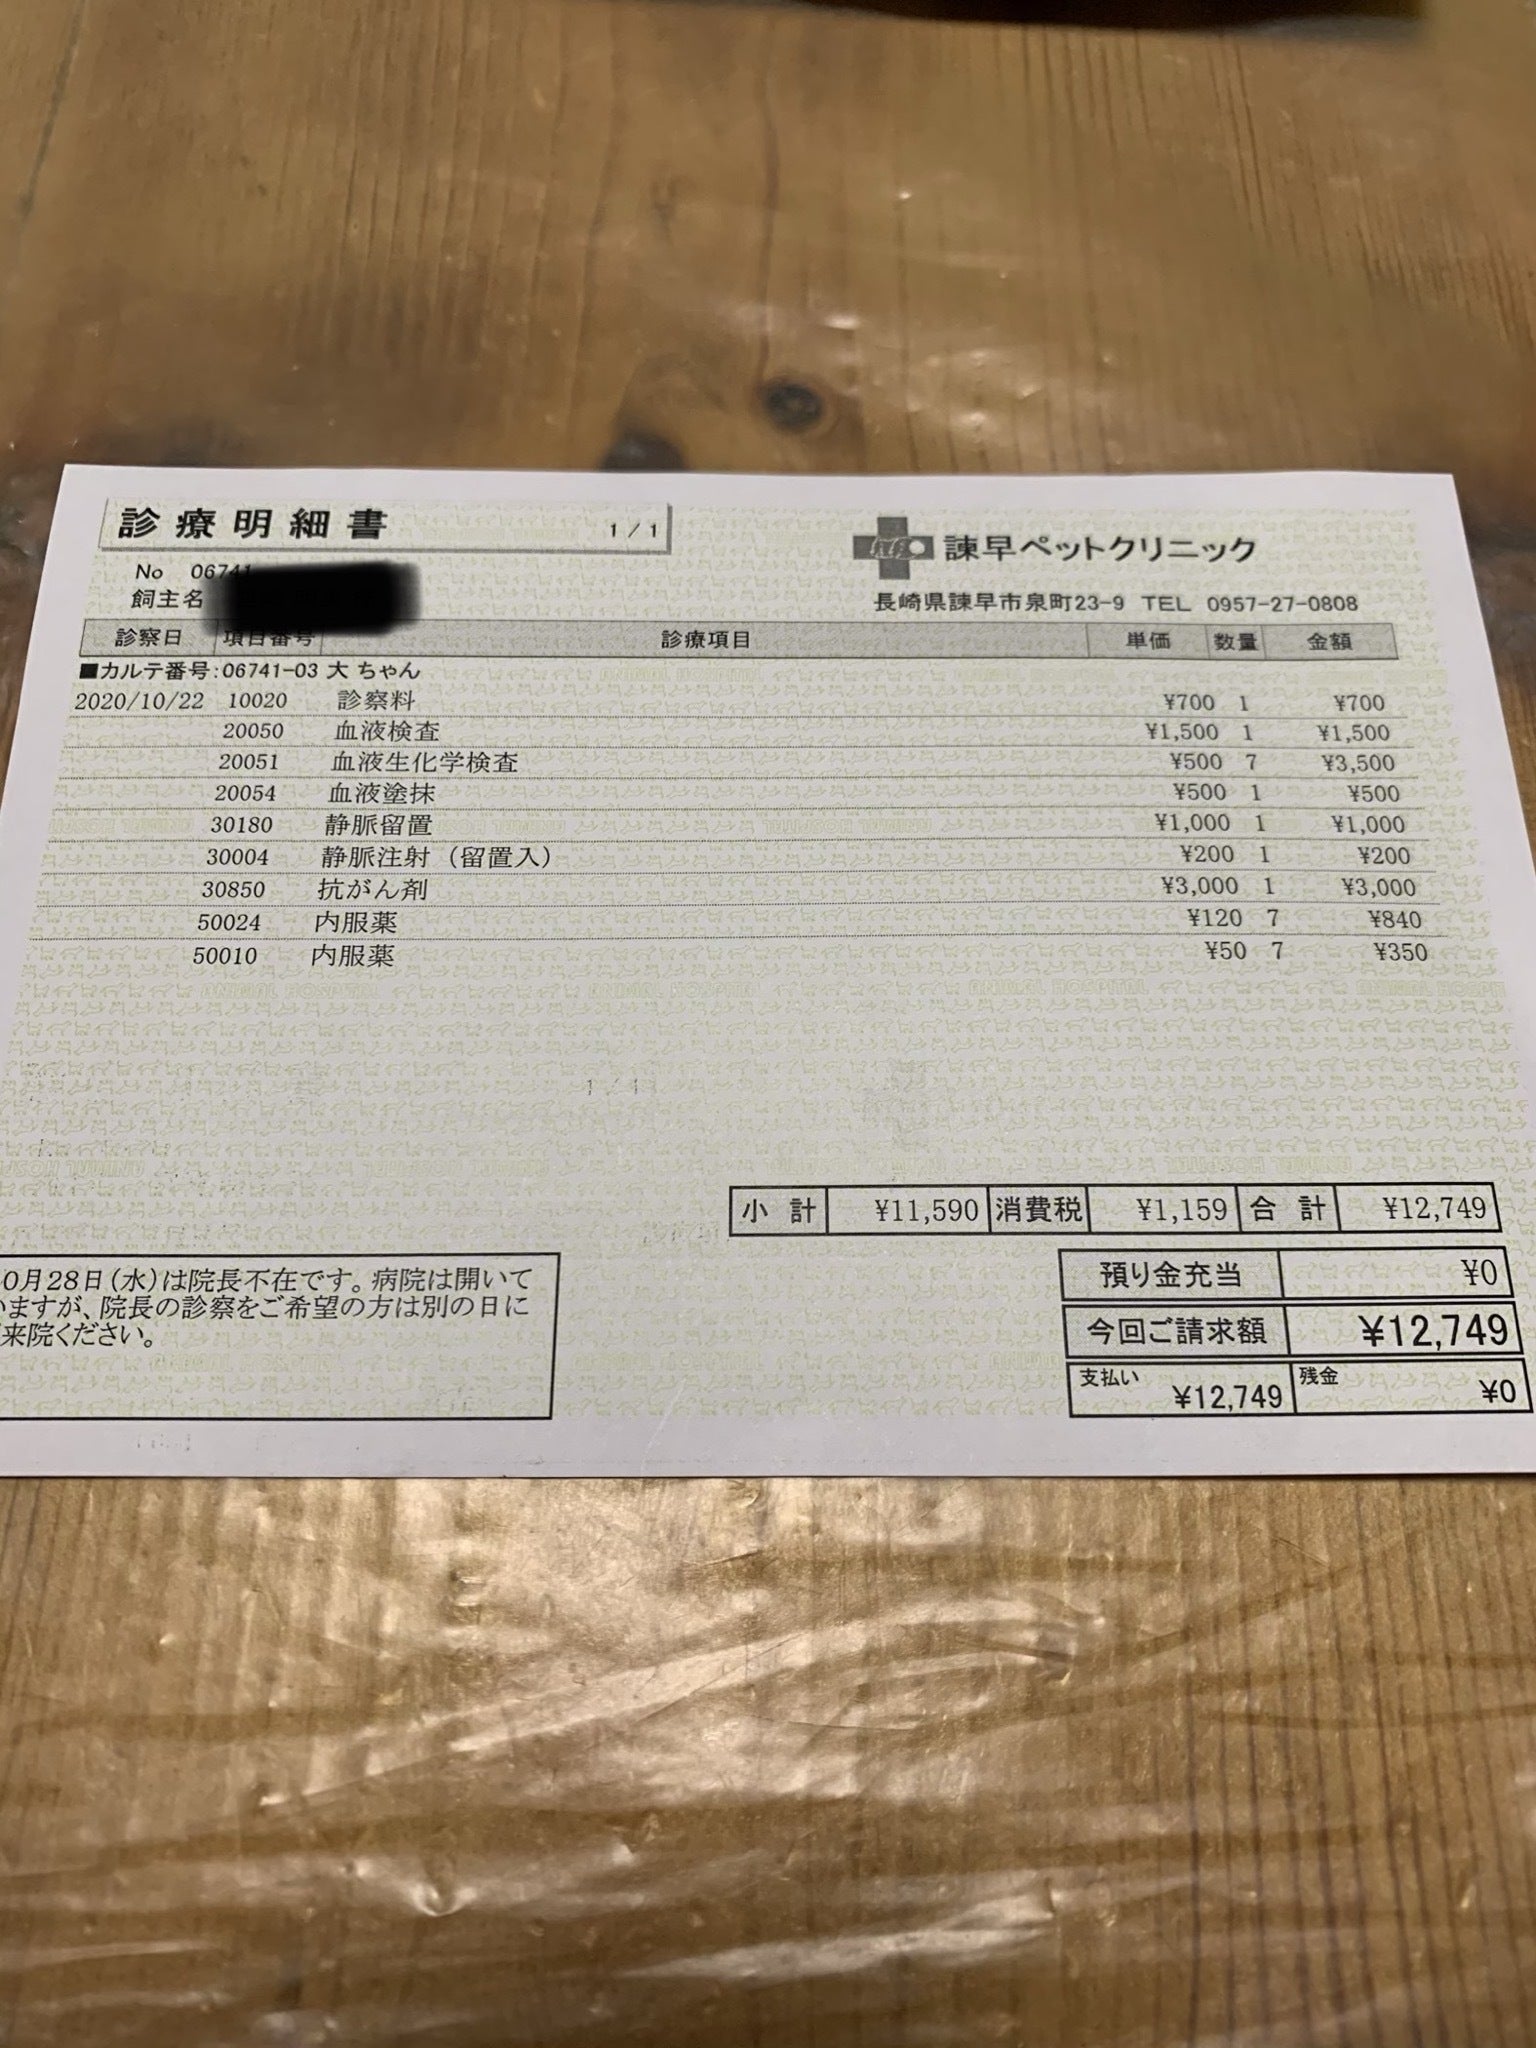 診療明細書 1/1
諫早ペットクリニック
No 06741
飼主名
長崎県諫早市泉町23-9 TEL 0957-27-0808
診察日 項目番号 診療項目 単価 数量 金額
■カルテ番号:06741-03 大 ちゃん
2020/10/22 10020 診察料 ¥700 1 ¥700
20050 血液検査 ¥1,500 1 ¥1,500
20051 血液生化学検査 ¥500 7 ¥3,500
20054 血液塗抹 ¥500 1 ¥500
30180 静脈留置 ¥1,000 1 ¥1,000
30004 静脈注射（留置入） ¥200 1 ¥200
30850 抗がん剤 ¥3,000 1 ¥3,000
50024 内服薬 ¥120 7 ¥840
50010 内服薬 ¥50 7 ¥350
小計 ¥11,590 消費税 ¥1,159 合計 ¥12,749
預り金充当 ¥0
今回ご請求額 ¥12,749
支払い ¥12,749 残金 ¥0
0月28日(水)は院長不在です。病院は開いて
いますが、院長の診察をご希望の方は別の日に
来院ください。